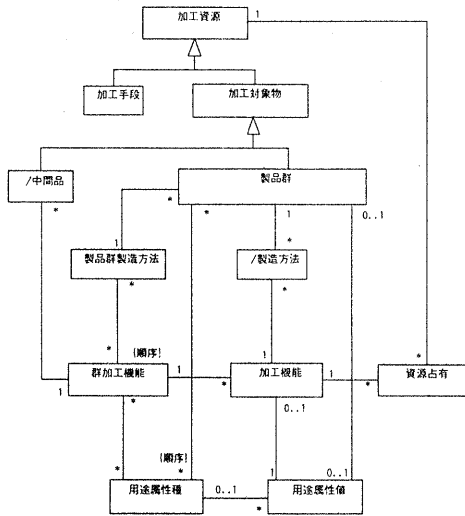 加工資源
1
加工手段
加工対象物
/中間品
*
製品群
*
*
1
0..1
1
*
製品群製造方法
/製造方法
*
*
*
{順序}
1
*
群加工機能
加工機能
資源占有
1
*
1
*
1
*
0..1
*
{順序}
*
1
0..1
用途属性種
0..1
*
用途属性値